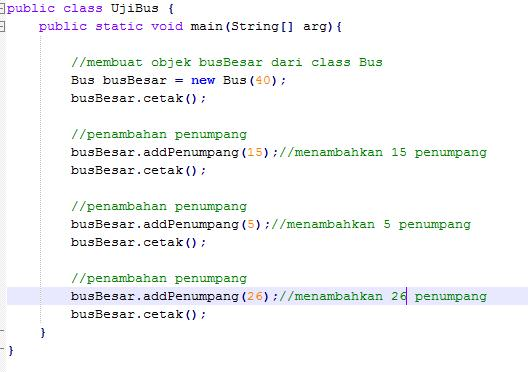 public class UjiBus {
public static void main(String[] arg){
//membuat objek busBesar dari class Bus
Bus busBesar = new Bus(40);
busBesar.cetak();
//penambahan penumpang
busBesar.addPenumpang(15);//menambahkan 15 penumpang
busBesar.cetak();
//penambahan penumpang
busBesar.addPenumpang(5);//menambahkan 5 penumpang
busBesar.cetak();
//penambahan penumpang
busBesar.addPenumpang(26);//menambahkan 26 penumpang
busBesar.cetak();
}
}